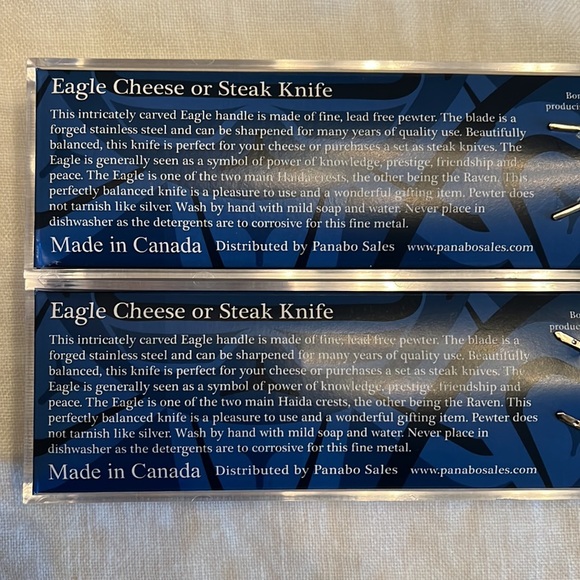 Eagle Cheese or Steak Knife
This intricately carved Eagle handle is made of fine, lead free pewter. The blade is a
forged stainless steel and can be sharpened for many years of quality use. Beautifully
balanced, this knife is perfect for your cheese or purchases a set as steak knives. The
Eagle is generally seen as a symbol of power of knowledge, prestige, friendship and
peace. The Eagle is one of the two main Haida crests, the other being the Raven. This
perfectly balanced knife is a pleasure to use and a wonderful gifting item. Pewter does
not tarnish like silver. Wash by hand with mild soap and water. Never place in
dishwasher as the detergents are to corrosive for this fine metal.
Made in Canada Distributed by Panabo Sales www.panabosales.com
Eagle Cheese or Steak Knife
This intricately carved Eagle handle is made of fine, lead free pewter. The blade is a
forged stainless steel and can be sharpened for many years of quality use. Beautifully
balanced, this knife is perfect for your cheese or purchases a set as steak knives. The
Eagle is generally seen as a symbol of power of knowledge, prestige, friendship and
peace. The Eagle is one of the two main Haida crests, the other being the Raven. This
perfectly balanced knife is a pleasure to use and a wonderful gifting item. Pewter does
not tarnish like silver. Wash by hand with mild soap and water. Never place in
dishwasher as the detergents are to corrosive for this fine metal.
Made in Canada Distributed by Panabo Sales www.panabosales.com